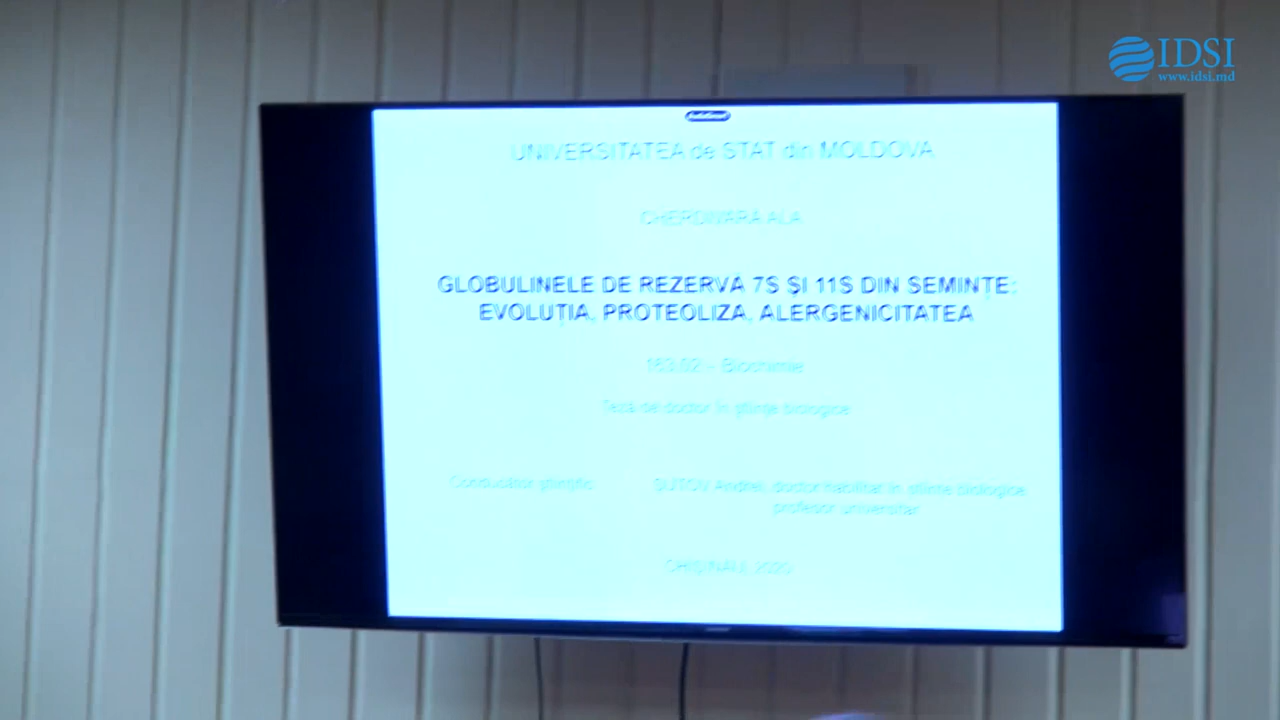 IDSI
www.idsi.md
UNIVERSITATEA de STAT din MOLDOVA
CHERDIVARĂ ALA
GLOBULINELE DE REZERVĂ 7S ȘI 11S DIN SEMINȚE:
EVOLUȚIA, PROTEOLIZA, ALERGENICITATEA
163.02 – Biochimie
Teză de doctor în științe biologice
Conducător științific
ȘUTOV Andrei, doctor habilitat în științe biologice
profesor universitar
CHIȘINĂU, 2020